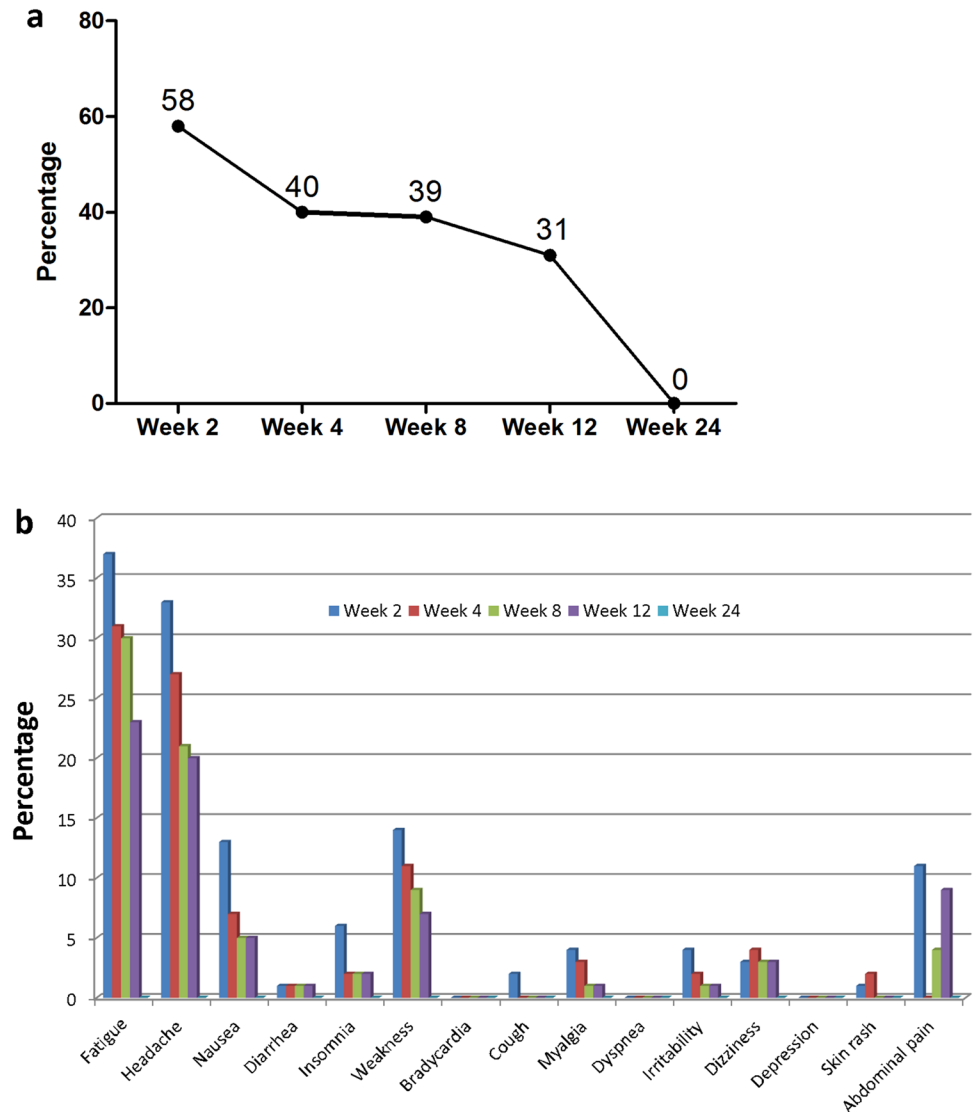 a
80
60
40
20
0
Percentage
58
40
39
31
0
Week 2 Week 4 Week 8 Week 12 Week 24
b
40
35
30
25
20
15
10
5
0
Percentage
Week 2 Week 4 Week 8 Week 12 Week 24
Fatigue
Headache
Nausea
Diarrhea
Insomnia
Weakness
Bradycardia
Cough
Myalgia
Dyspnea
Irritability
Dizziness
Depression
Skin rash
Abdominal pain